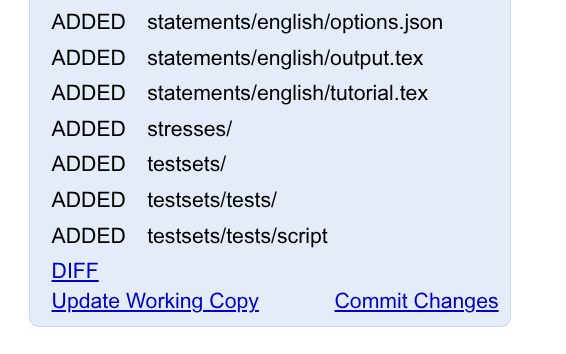 ADDED statements/english/options.json
ADDED statements/english/output.tex
ADDED statements/english/tutorial.tex
ADDED stresses/
ADDED testsets/
ADDED testsets/tests/
ADDED testsets/tests/script
DIFF
Update Working Copy Commit Changes